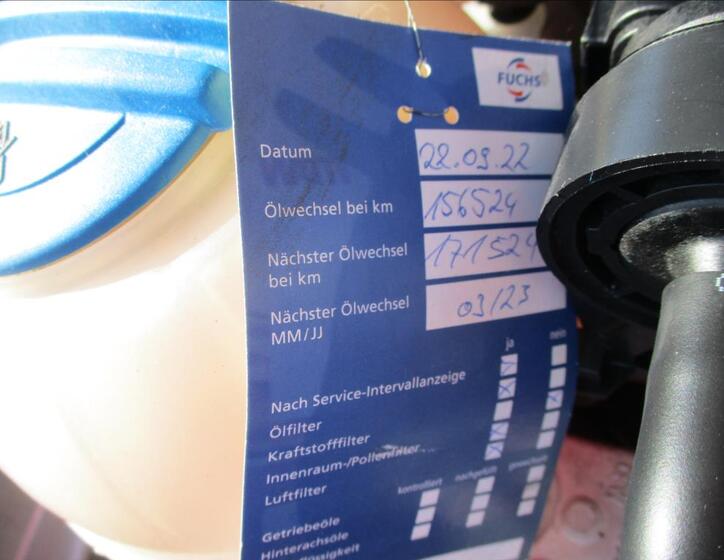 FUCHS
Datum 22.09.22
Ölwechsel bei km 156524
Nächster Ölwechsel
bei km 171524
Nächster Ölwechsel
MM/JJ 03/23
ja nein
Nach Service-Intervallanzeige
Ölfilter
Kraftstofffilter
Innenraum-/Pollenfilter
Luftfilter
kontrolliert nachgefüllt gewechselt
Getriebeöle
Hinterachsöle